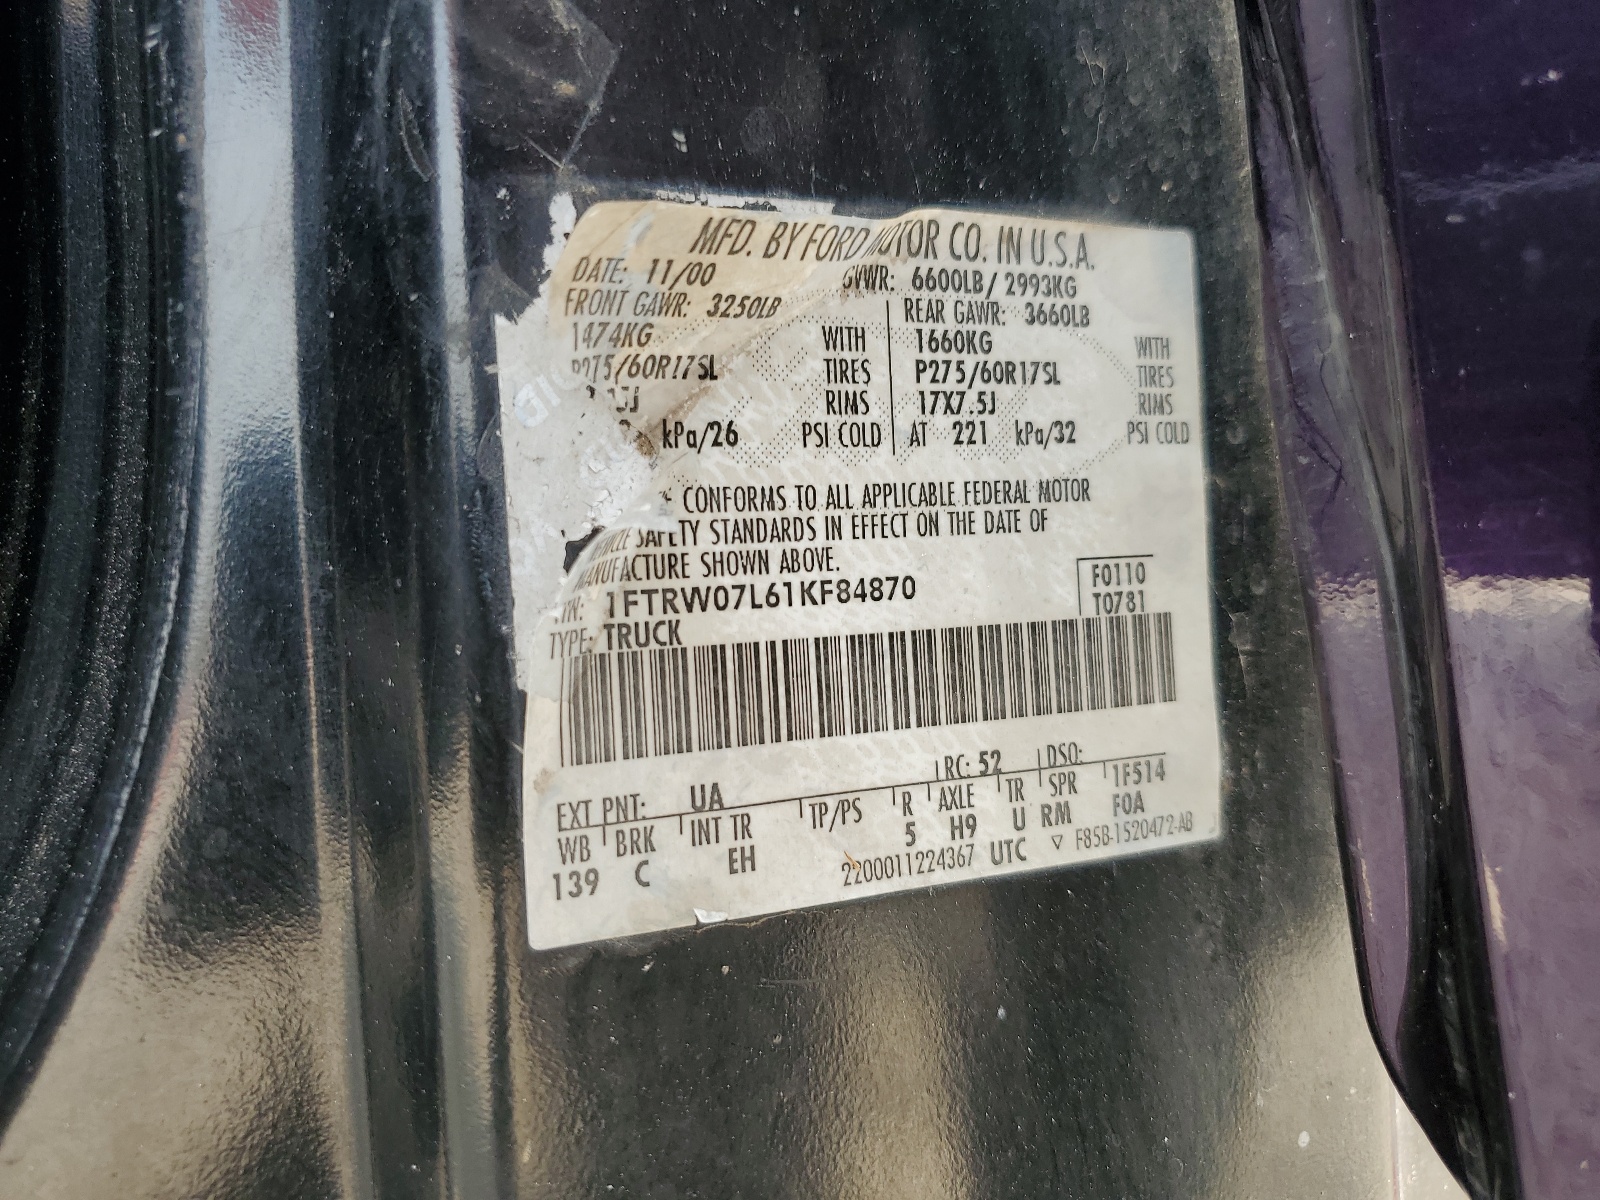 MFD. BY FORD MOTOR CO. IN U.S.A.
DATE: 11/00 GVWR: 6600LB/ 2993KG
FRONT GAWR: 3250LB REAR GAWR: 3660LB
1474KG WITH 1660KG WITH
P275/60R17SL TIRES P275/60R17SL TIRES
RIMS 17X7.5J RIMS
kPa/26 PSI COLD AT 221 kPa/32 PSI COLD
CONFORMS TO ALL APPLICABLE FEDERAL MOTOR
VEHICLE SAFETY STANDARDS IN EFFECT ON THE DATE OF
MANUFACTURE SHOWN ABOVE.
VIN: 1FTRW07L61KF84870 F0110
TYPE: TRUCK T0781
EXT PNT: UA RC: 52 DSO:
WB BRK INT TR TP/PS R AXLE TR SPR 1F514
139 C EH 5 H9 U RM F0A
2200011224367 UTC ▽ F85B-1520472-AB